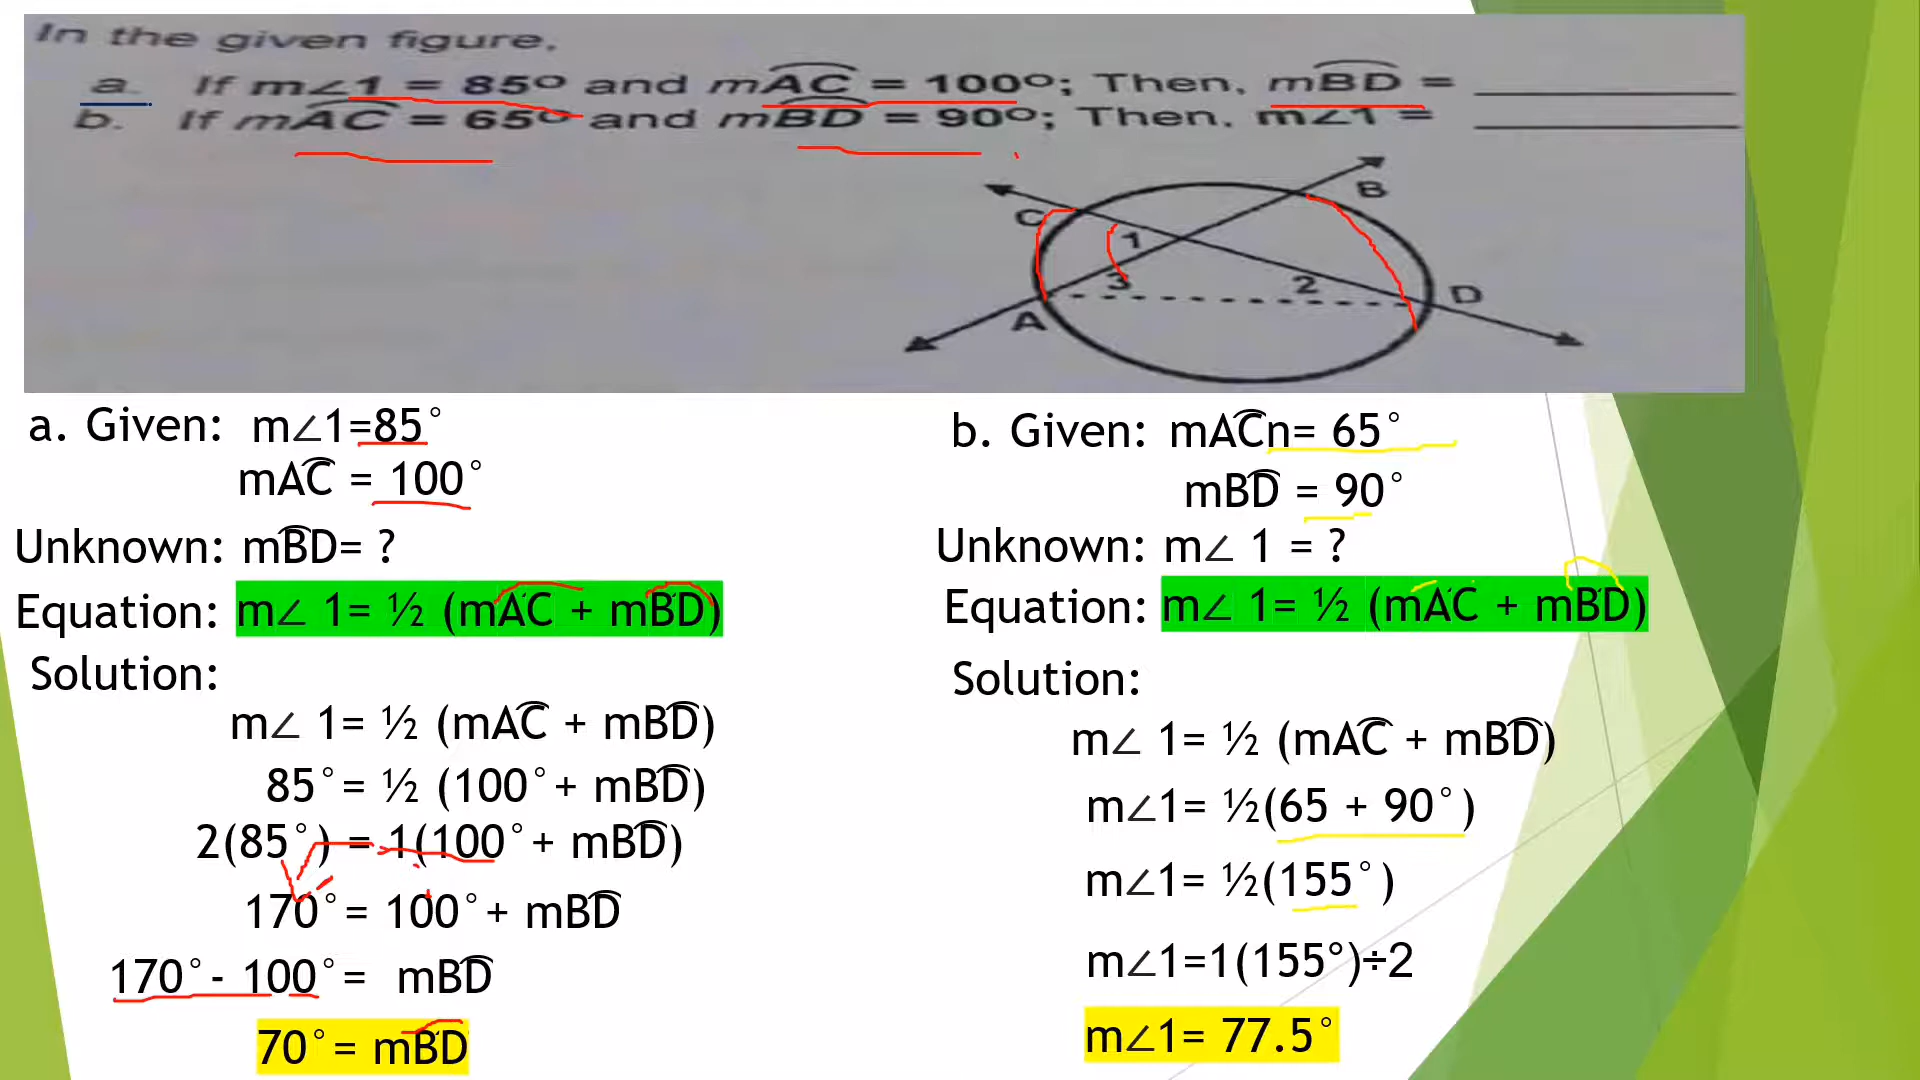 In the given figure,
a. If m∠1 = 85° and mAC = 100°; Then, mBD = ________
b. If mAC = 65° and mBD = 90°; Then, m∠1 = ________
B
C
1
3
2
D
A
a. Given: m∠1=85°
mAC = 100°
Unknown: mBD= ?
Equation: m∠ 1= ½ (mAC + mBD)
Solution:
m∠ 1= ½ (mAC + mBD)
85°= ½ (100°+ mBD)
2(85°) = 1(100°+ mBD)
170°= 100°+ mBD
170°- 100°= mBD
70°= mBD
b. Given: mACn= 65°
mBD = 90°
Unknown: m∠ 1 = ?
Equation: m∠ 1= ½ (mAC + mBD)
Solution:
m∠ 1= ½ (mAC + mBD)
m∠1= ½(65 + 90°)
m∠1= ½(155°)
m∠1=1(155°)÷2
m∠1= 77.5°